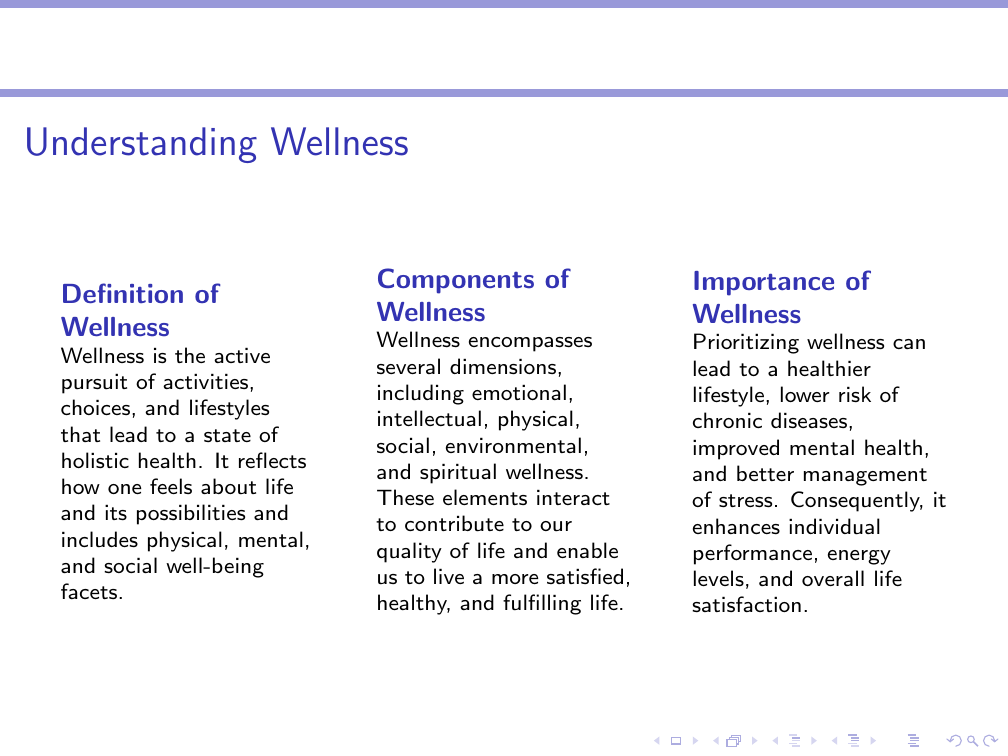 Understanding Wellness
Definition of
Wellness
Wellness is the active
pursuit of activities,
choices, and lifestyles
that lead to a state of
holistic health. It reflects
how one feels about life
and its possibilities and
includes physical, mental,
and social well-being
facets.
Components of
Wellness
Wellness encompasses
several dimensions,
including emotional,
intellectual, physical,
social, environmental,
and spiritual wellness.
These elements interact
to contribute to our
quality of life and enable
us to live a more satisfied,
healthy, and fulfilling life.
Importance of
Wellness
Prioritizing wellness can
lead to a healthier
lifestyle, lower risk of
chronic diseases,
improved mental health,
and better management
of stress. Consequently, it
enhances individual
performance, energy
levels, and overall life
satisfaction.